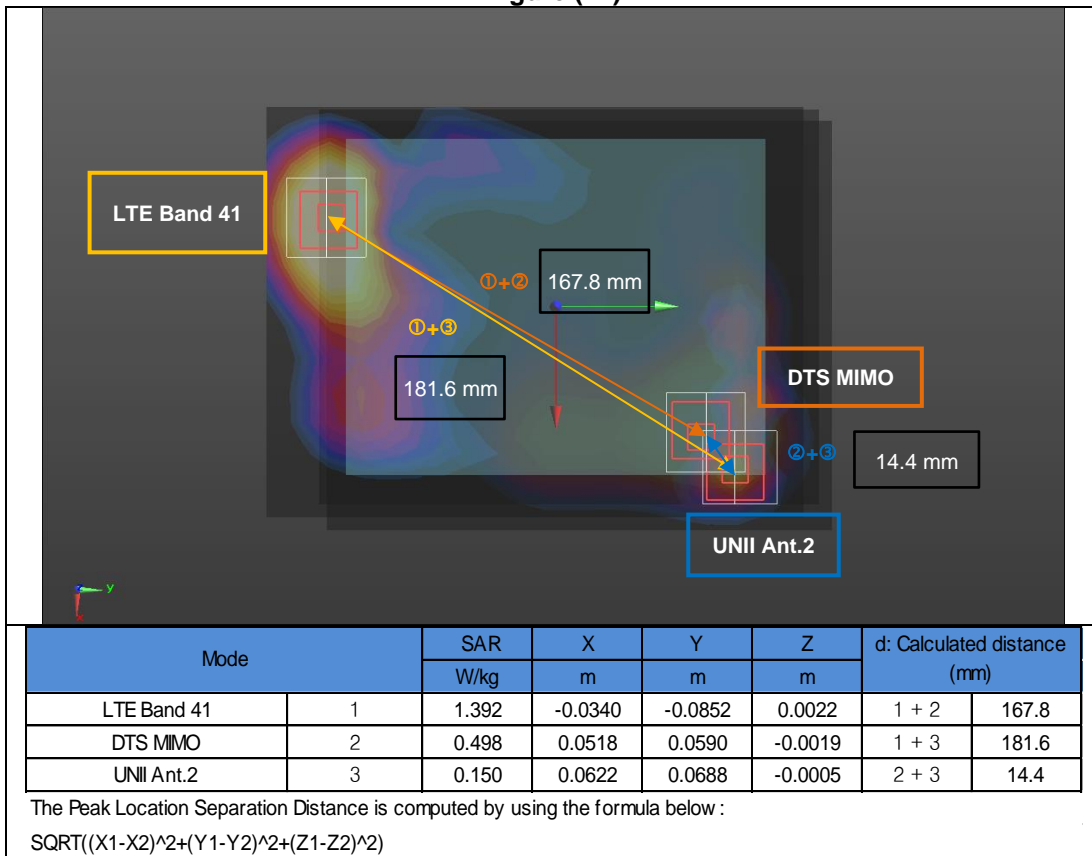 LTE Band 41
①+② 167.8 mm
①+③
181.6 mm
DTS MIMO
②+③ 14.4 mm
UNII Ant.2
Y
X
Mode SAR X Y Z d: Calculated distance (mm)
W/kg m m m
LTE Band 41 1 1.392 -0.0340 -0.0852 0.0022 1 + 2 167.8
DTS MIMO 2 0.498 0.0518 0.0590 -0.0019 1 + 3 181.6
UNII Ant.2 3 0.150 0.0622 0.0688 -0.0005 2 + 3 14.4
The Peak Location Separation Distance is computed by using the formula below :
SQRT((X1-X2)^2+(Y1-Y2)^2+(Z1-Z2)^2)